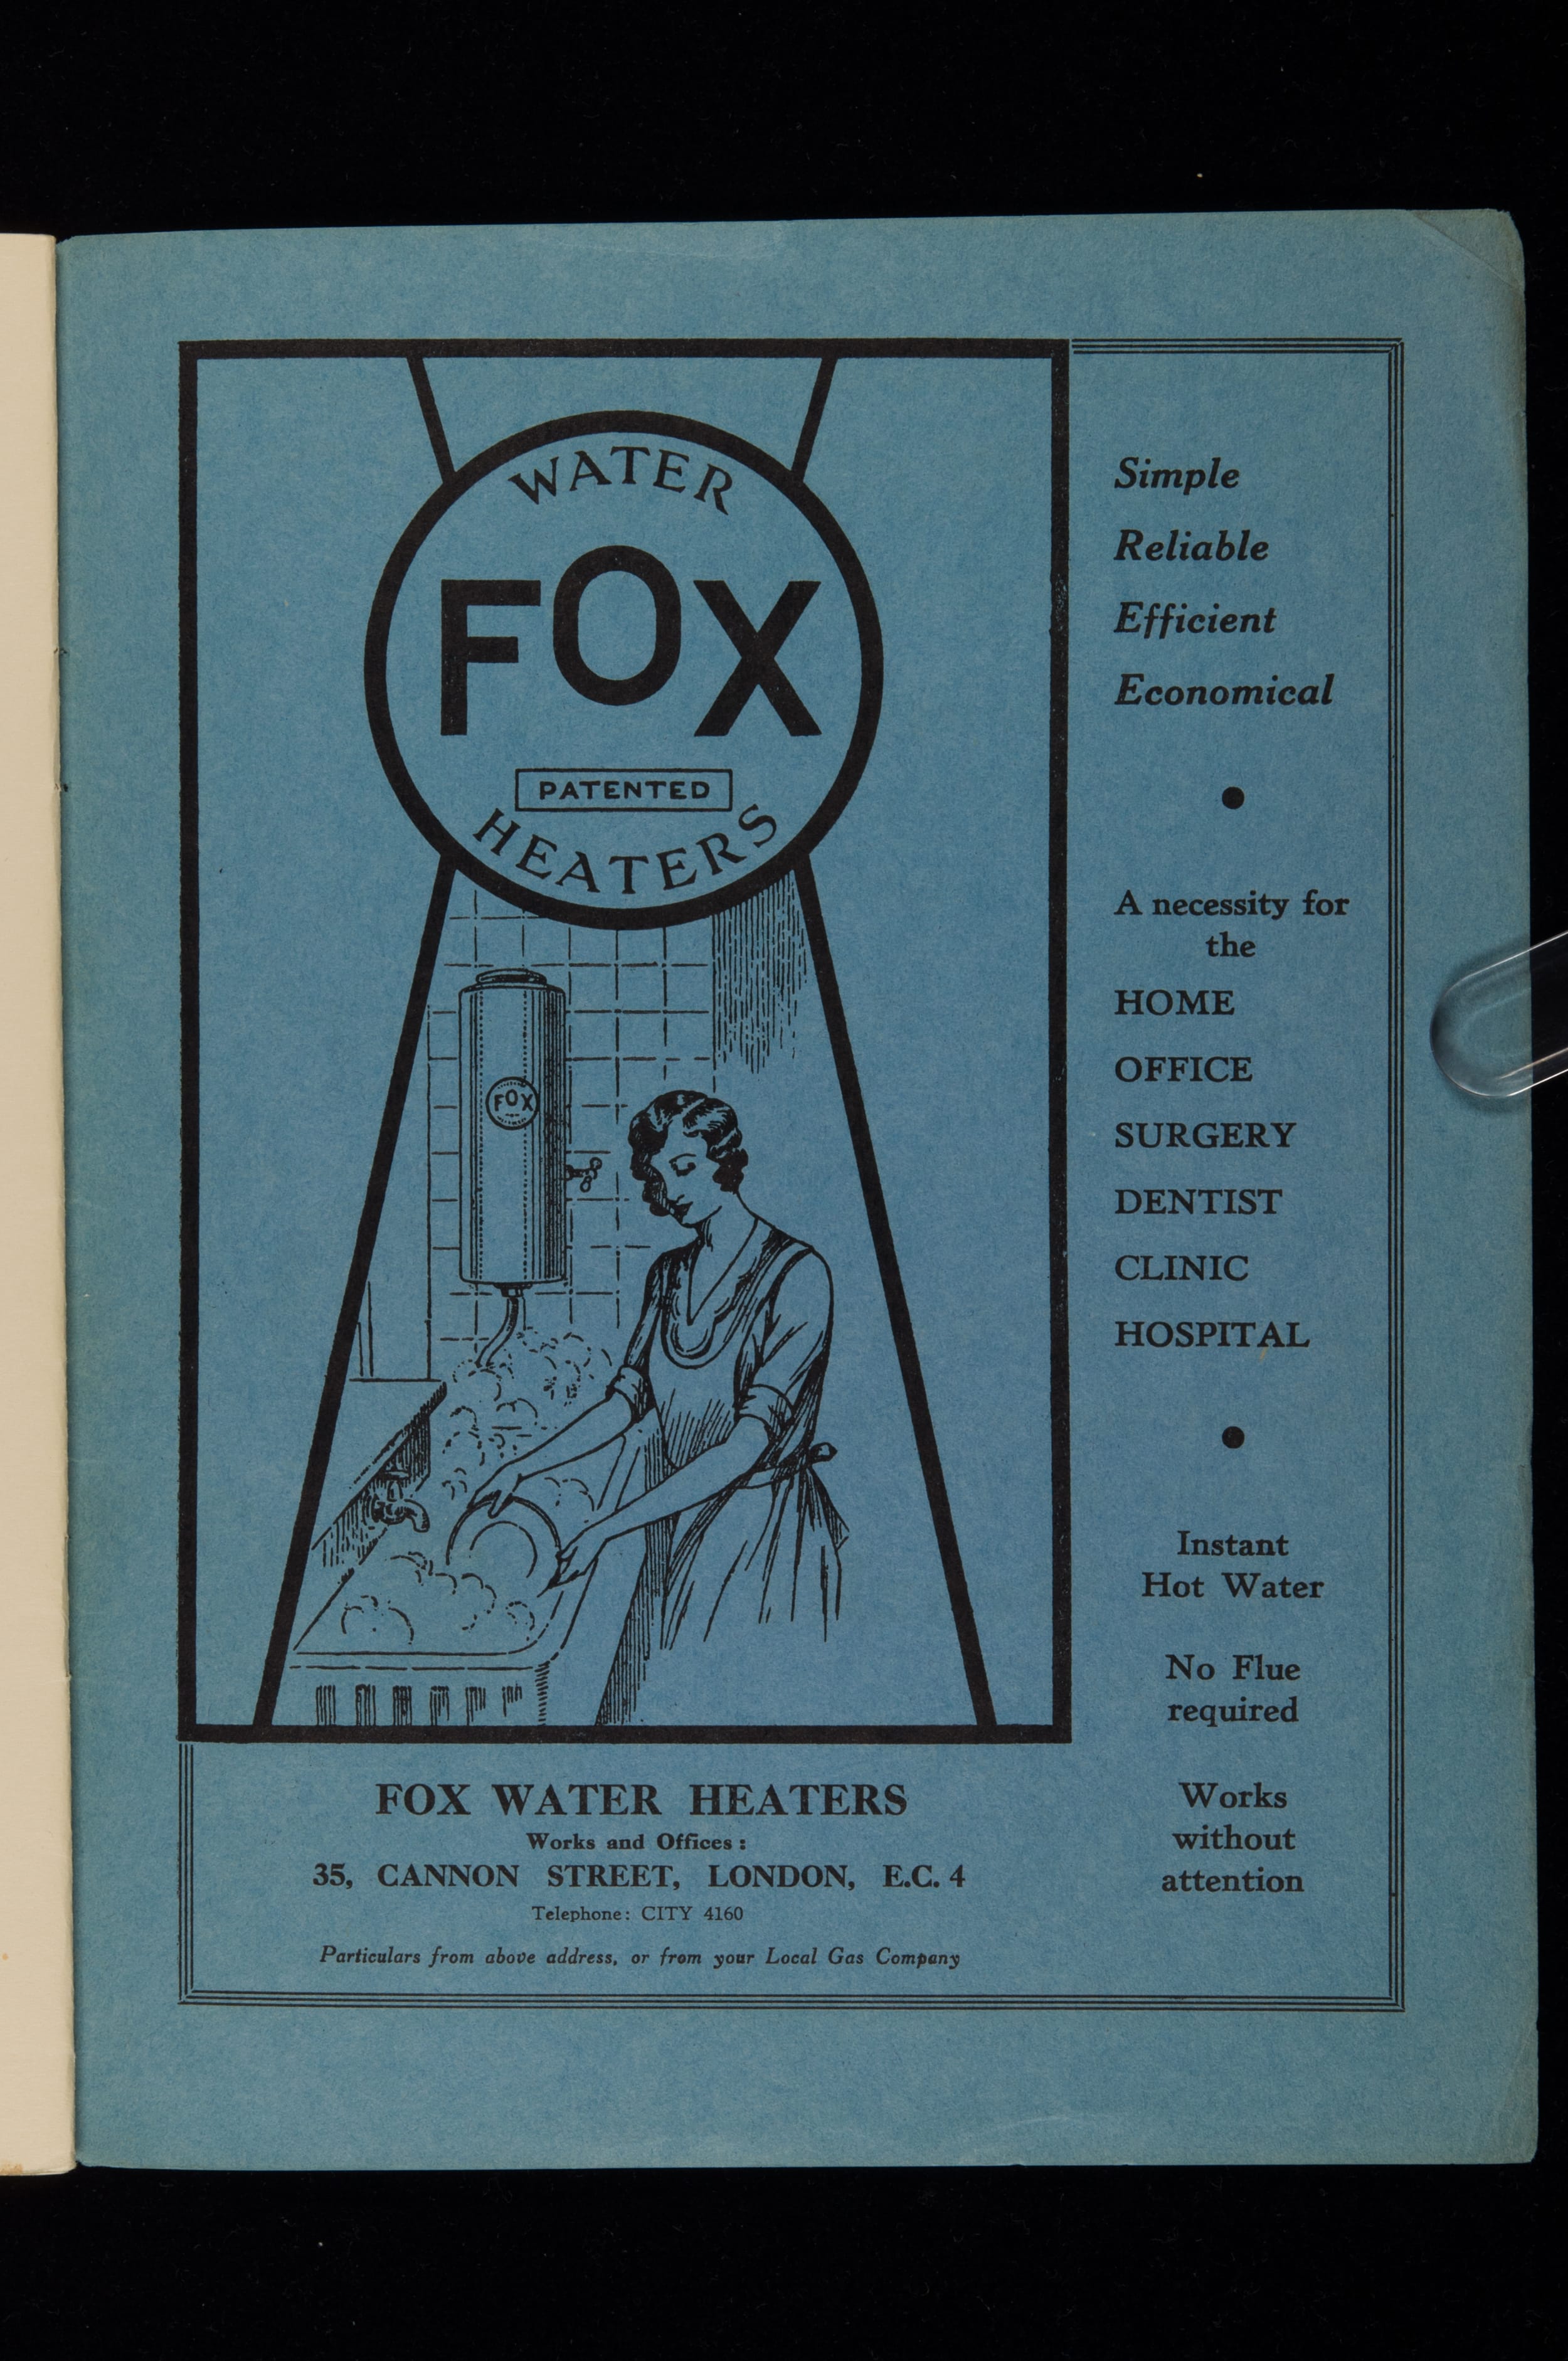 WATER
FOX
PATENTED
HEATERS
FOX
Simple
Reliable
Efficient
Economical
A necessity for
the
HOME
OFFICE
SURGERY
DENTIST
CLINIC
HOSPITAL
Instant
Hot Water
No Flue
required
Works
without
attention
FOX WATER HEATERS
Works and Offices:
35, CANNON STREET, LONDON, E.C. 4
Telephone: CITY 4160
Particulars from above address, or from your Local Gas Company